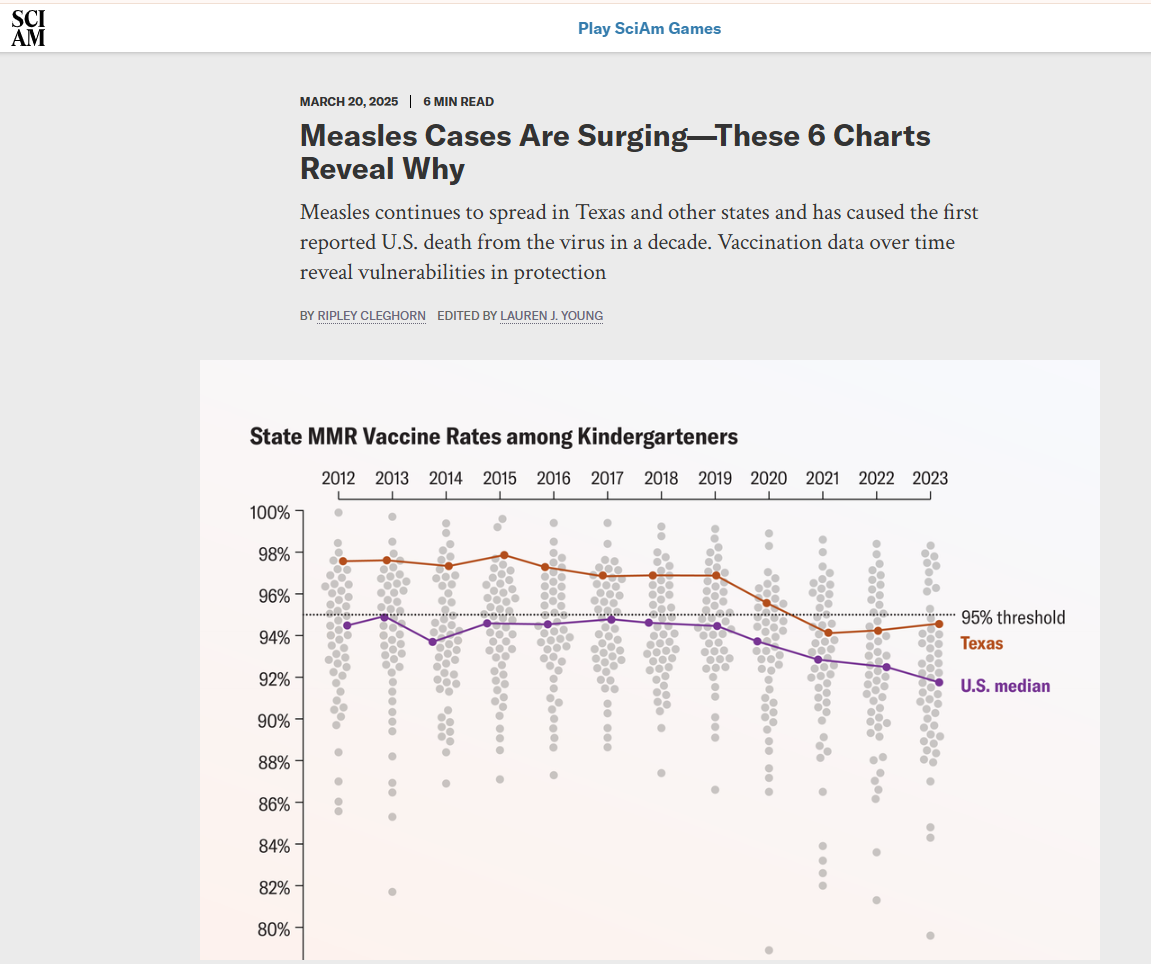 SCI
AM
Play SciAm Games
MARCH 20, 2025 | 6 MIN READ
Measles Cases Are Surging—These 6 Charts
Reveal Why
Measles continues to spread in Texas and other states and has caused the first
reported U.S. death from the virus in a decade. Vaccination data over time
reveal vulnerabilities in protection
BY RIPLEY CLEGHORN EDITED BY LAUREN J. YOUNG
State MMR Vaccine Rates among Kindergarteners
2012 2013 2014 2015 2016 2017 2018 2019 2020 2021 2022 2023
100%
98%
96%
95% threshold
94%
Texas
92%
U.S. median
90%
88%
86%
84%
82%
80%